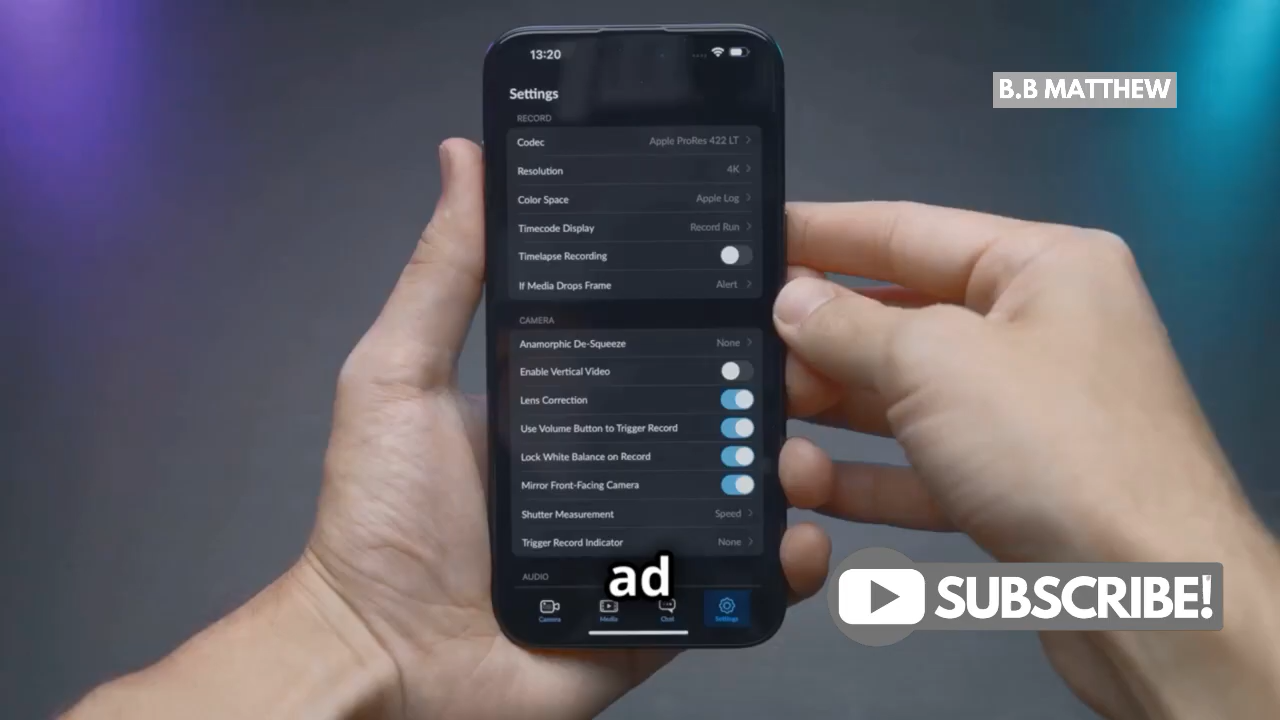 13:20
B.B MATTHEW
Settings
RECORD
Codec Apple ProRes 422 LT
Resolution 4K
Color Space Apple Log
Timecode Display Record Run
Timelapse Recording
If Media Drops Frame Alert
CAMERA
Anamorphic De-Squeeze None
Enable Vertical Video
Lens Correction
Use Volume Button to Trigger Record
Lock White Balance on Record
Mirror Front-Facing Camera
Shutter Measurement Speed
Trigger Record Indicator None
AUDIO
ad
SUBSCRIBE!
Camera Media Chat Settings